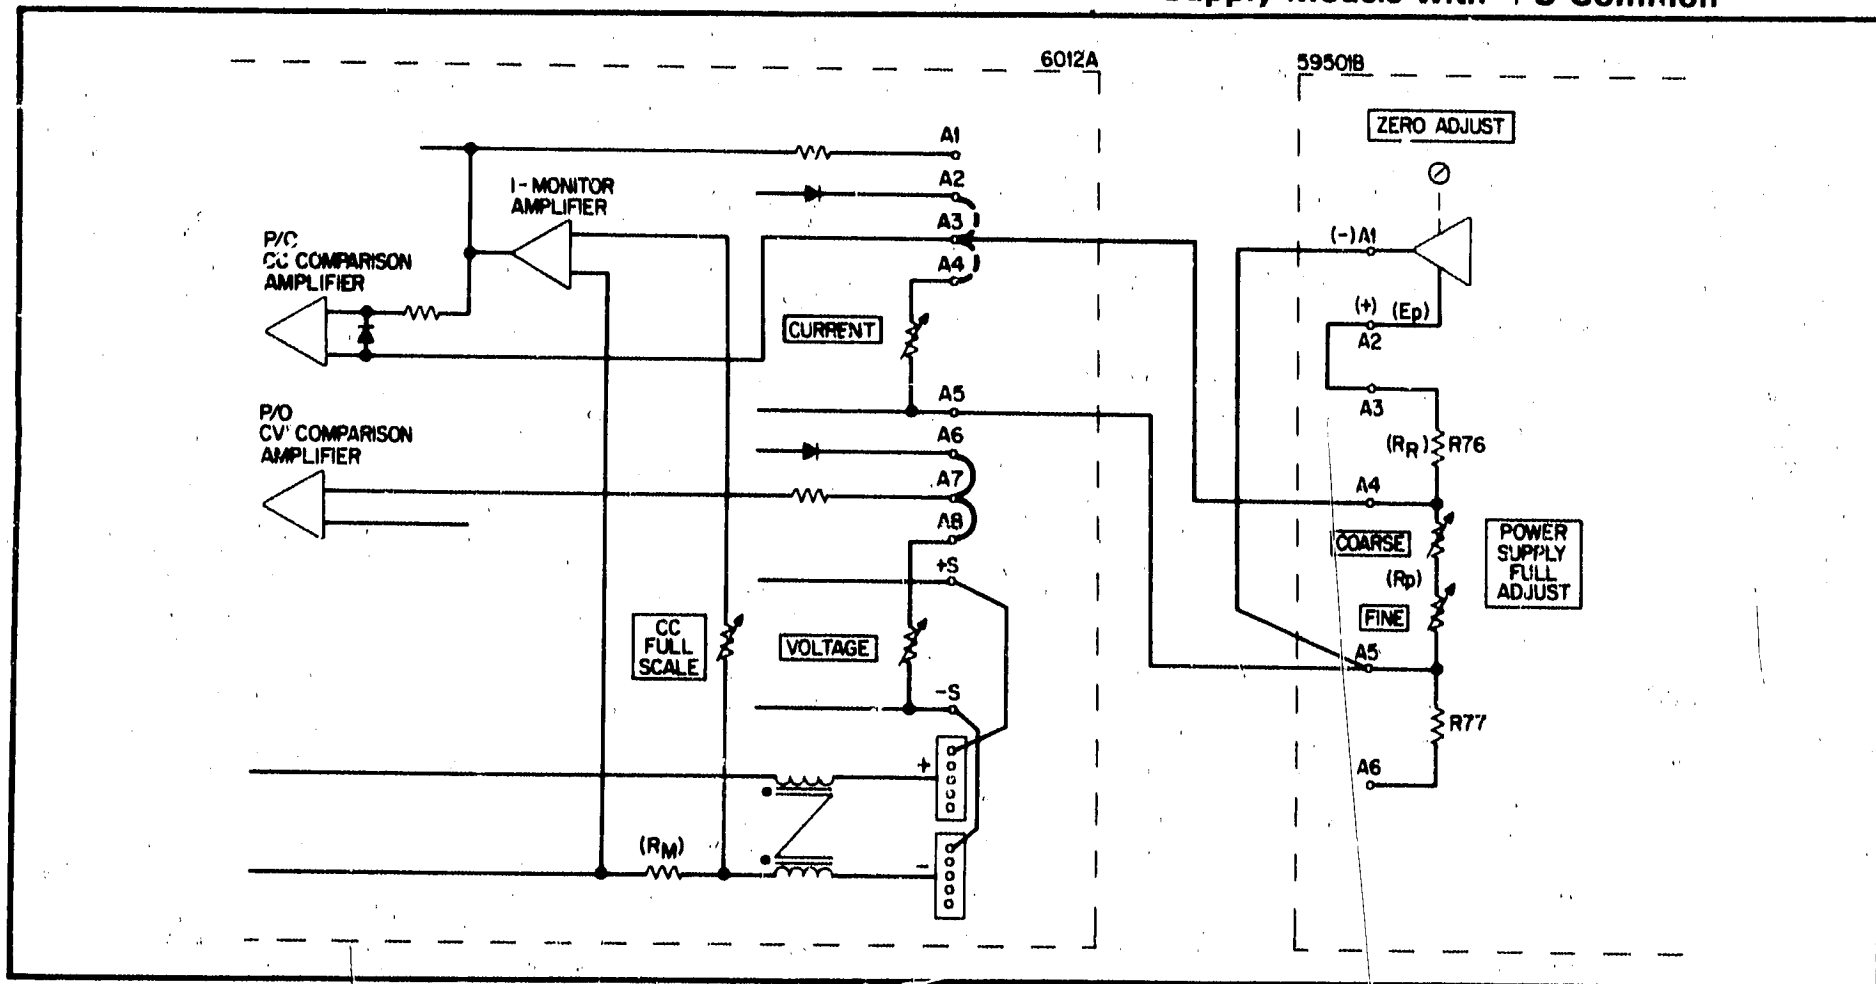 Supply Models with +S Common
6012A
59501B
ZERO ADJUST
A1
A2
A3
A4
I-MONITOR
AMPLIFIER
P/O
CC COMPARISON
AMPLIFIER
CURRENT
A5
A6
A7
A8
P/O
CV COMPARISON
AMPLIFIER
+S
CC
FULL
SCALE
VOLTAGE
-S
+
(RM)
-
(-) A1
(+) (Ep)
A2
A3
(RR) R76
A4
COARSE
(Rp)
FINE
POWER
SUPPLY
FULL
ADJUST
A5
R77
A6